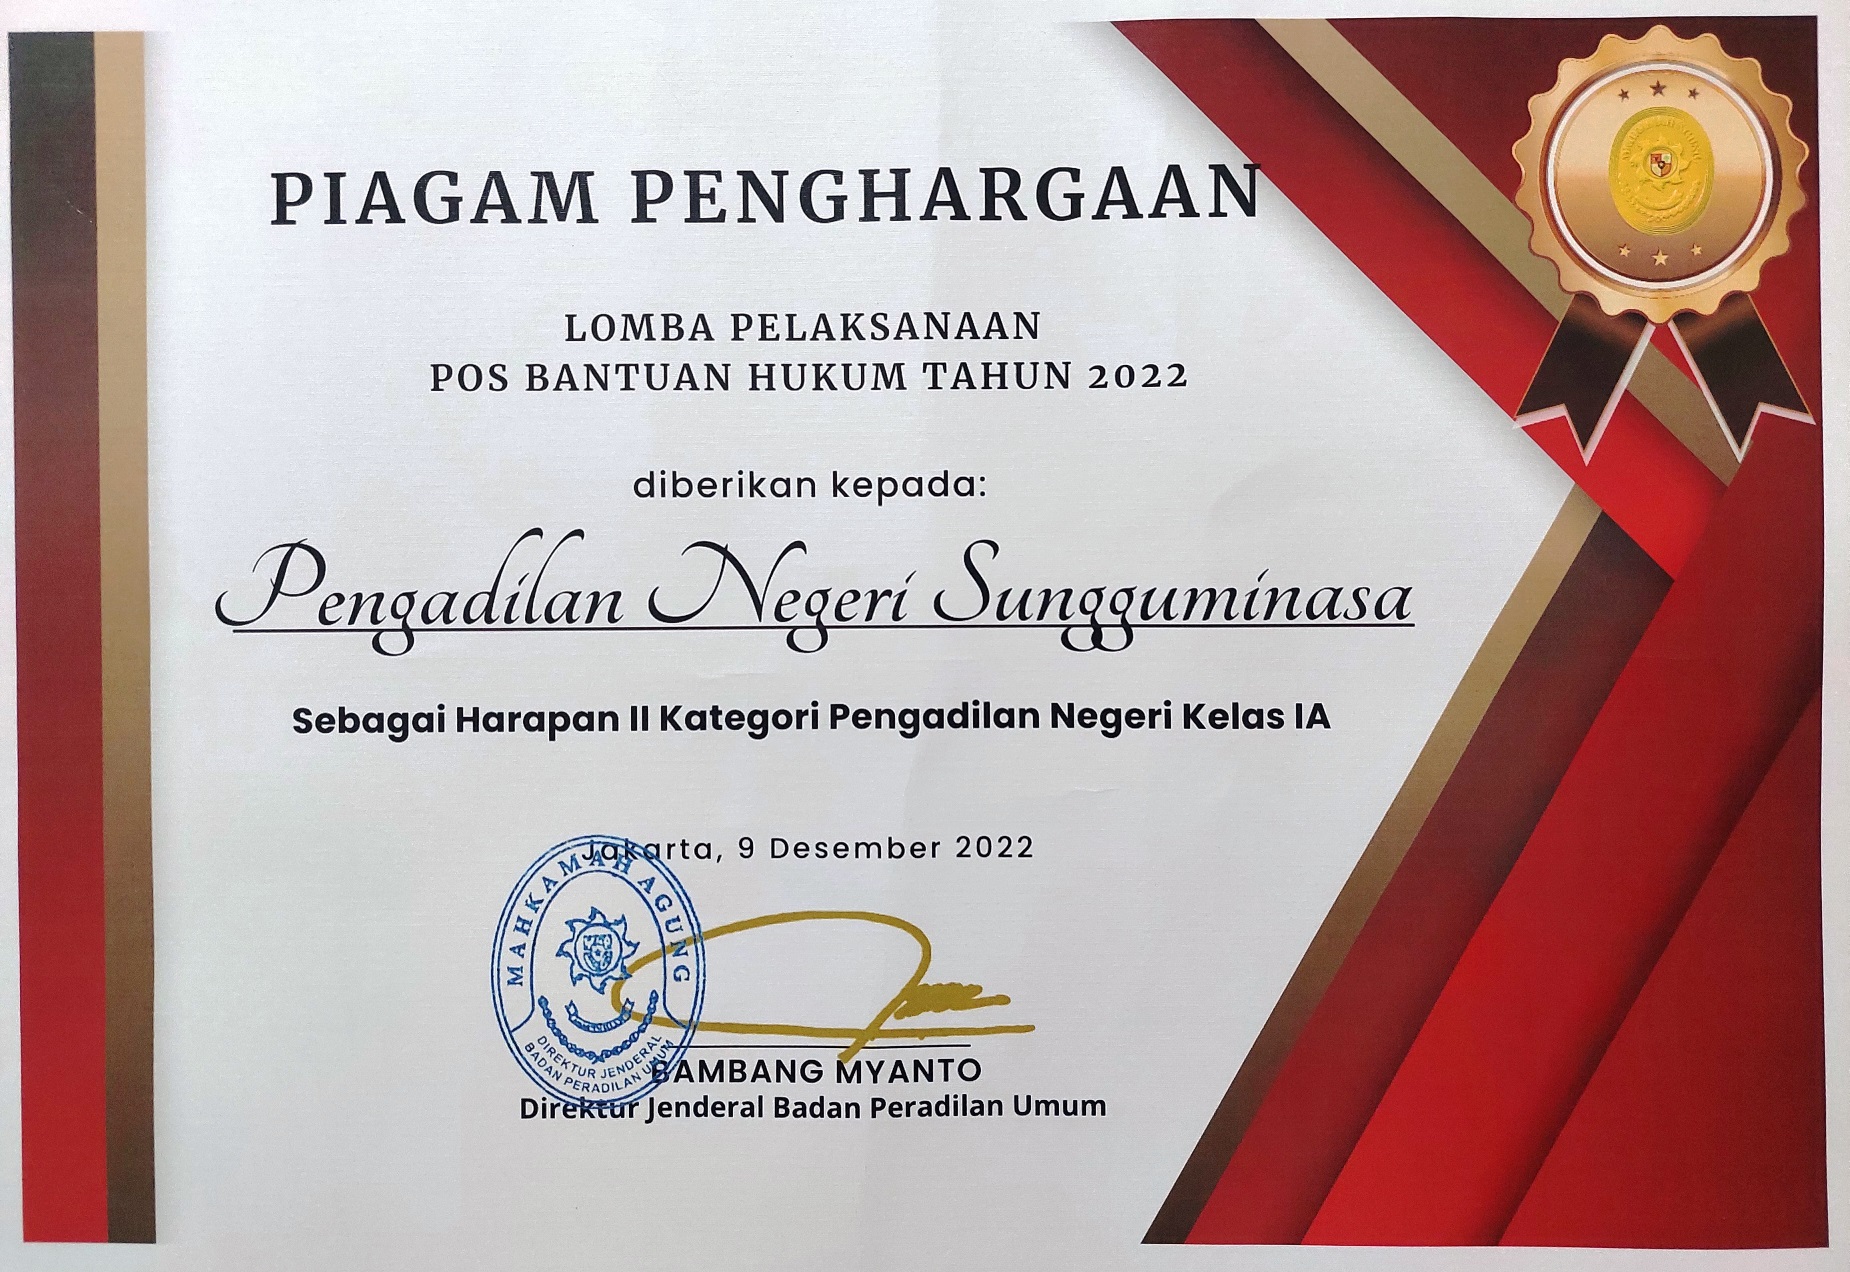 PIAGAM PENGHARGAAN
LOMBA PELAKSANAAN
POS BANTUAN HUKUM TAHUN 2022
diberikan kepada:
Pengadilan Negeri Sungguminasa
Sebagai Harapan II Kategori Pengadilan Negeri Kelas IA
Jakarta, 9 Desember 2022
MAHKAMAH AGUNG
DIREKTUR JENDERAL
BADAN PERADILAN UMUM
BAMBANG MYANTO
Direktur Jenderal Badan Peradilan Umum